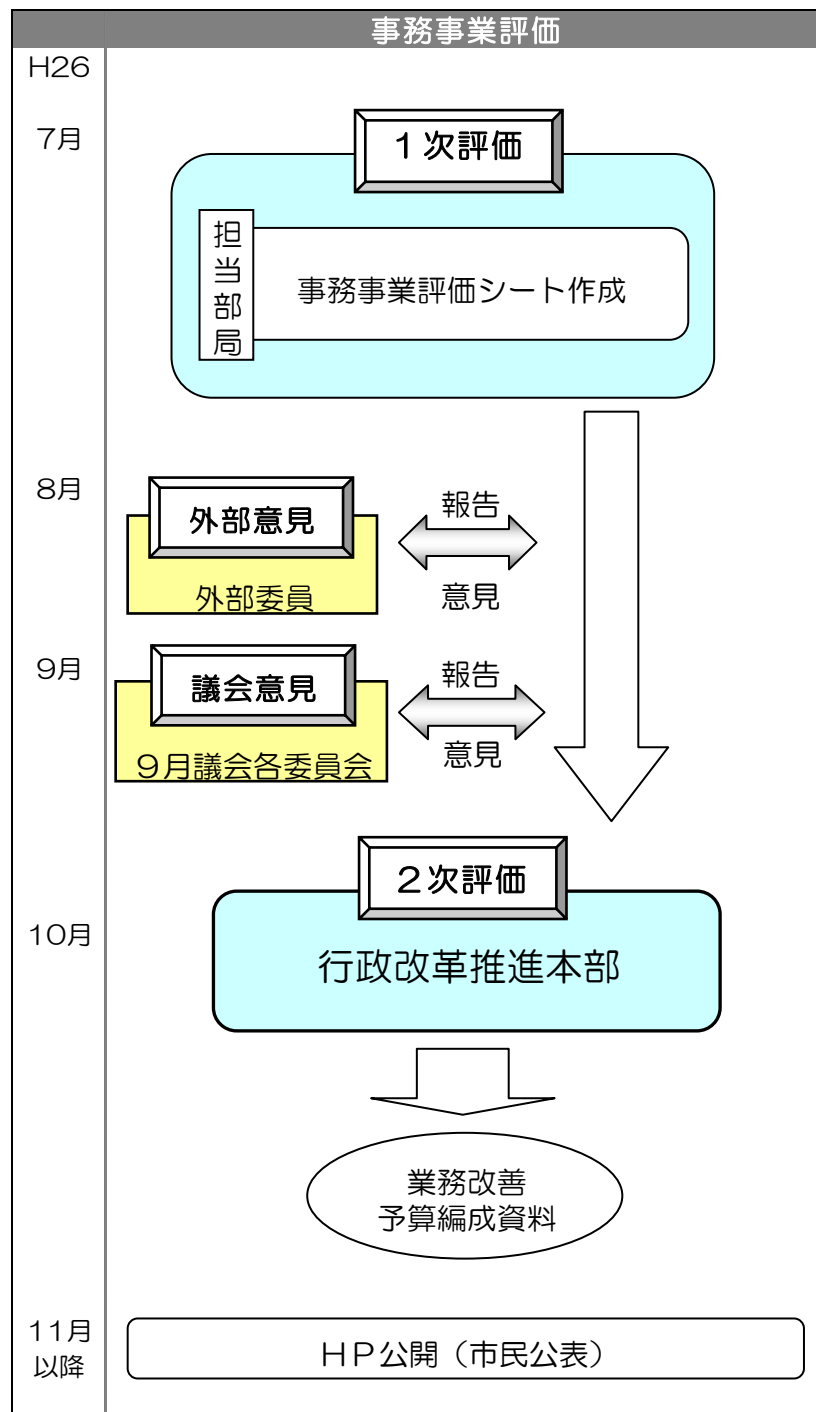 事務事業評価
H26
7月
１次評価
担当部局
事務事業評価シート作成
8月
外部意見
外部委員
報告
意見
9月
議会意見
９月議会各委員会
報告
意見
２次評価
10月
行政改革推進本部
業務改善
予算編成資料
11月
以降
ＨＰ公開（市民公表）